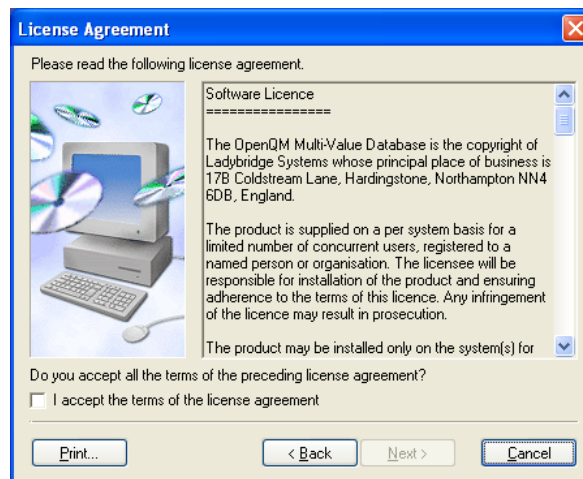 License Agreement
Please read the following license agreement.
Software Licence
================
The OpenQM Multi-Value Database is the copyright of
Ladybridge Systems whose principal place of business is
17B Coldstream Lane, Hardingstone, Northampton NN4
6DB, England.
The product is supplied on a per system basis for a
limited number of concurrent users, registered to a
named person or organisation. The licensee will be
responsible for installation of the product and ensuring
adherence to the terms of this licence. Any infringement
of the licence may result in prosecution.
The product may be installed only on the system(s) for
Do you accept all the terms of the preceding license agreement?
I accept the terms of the license agreement
Print...
< Back
Next >
Cancel